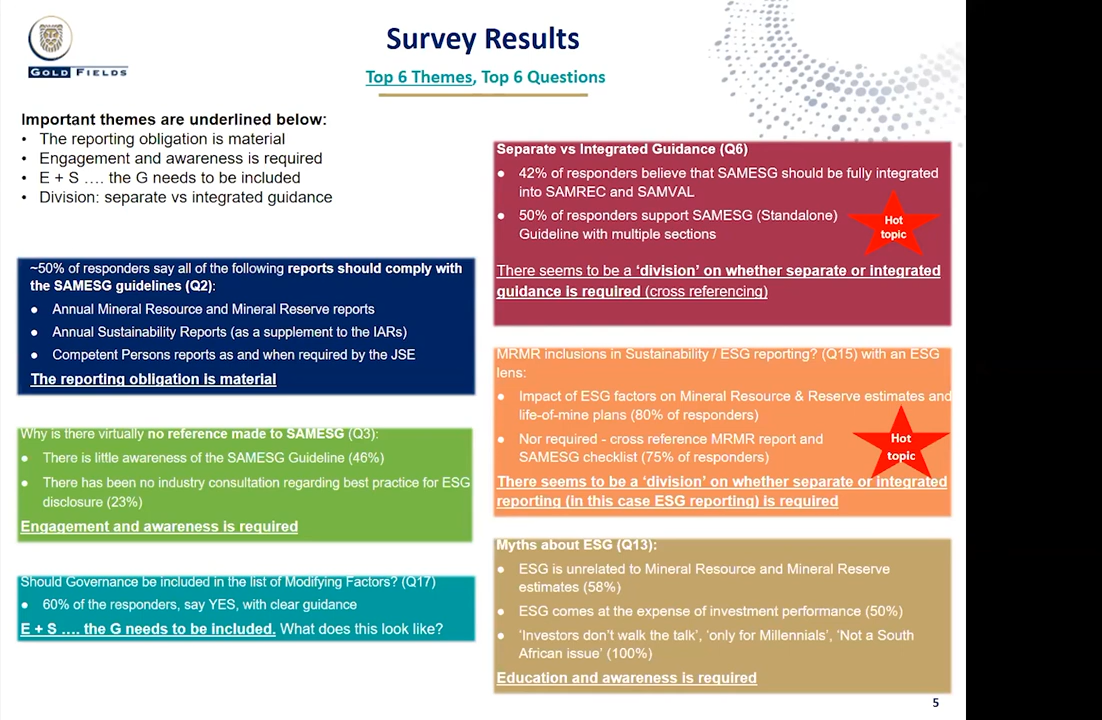 GOLD FIELDS
Survey Results
Top 6 Themes, Top 6 Questions
Important themes are underlined below:
• The reporting obligation is material
• Engagement and awareness is required
• E + S …. the G needs to be included
• Division: separate vs integrated guidance
~50% of responders say all of the following reports should comply with
the SAMESG guidelines (Q2):
• Annual Mineral Resource and Mineral Reserve reports
• Annual Sustainability Reports (as a supplement to the IARs)
• Competent Persons reports as and when required by the JSE
The reporting obligation is material
Why is there virtually no reference made to SAMESG (Q3):
• There is little awareness of the SAMESG Guideline (46%)
• There has been no industry consultation regarding best practice for ESG
disclosure (23%)
Engagement and awareness is required
Should Governance be included in the list of Modifying Factors? (Q17)
• 60% of the responders, say YES, with clear guidance
E + S …. the G needs to be included. What does this look like?
Separate vs Integrated Guidance (Q6)
• 42% of responders believe that SAMESG should be fully integrated
into SAMREC and SAMVAL
• 50% of responders support SAMESG (Standalone)
Guideline with multiple sections
Hot
topic
There seems to be a ‘division’ on whether separate or integrated
guidance is required (cross referencing)
MRMR inclusions in Sustainability / ESG reporting? (Q15) with an ESG
lens:
• Impact of ESG factors on Mineral Resource & Reserve estimates and
life-of-mine plans (80% of responders)
• Nor required - cross reference MRMR report and
SAMESG checklist (75% of responders)
Hot
topic
There seems to be a ‘division’ on whether separate or integrated
reporting (in this case ESG reporting) is required
Myths about ESG (Q13):
• ESG is unrelated to Mineral Resource and Mineral Reserve
estimates (58%)
• ESG comes at the expense of investment performance (50%)
• ‘Investors don’t walk the talk’, ‘only for Millennials’, ‘Not a South
African issue’ (100%)
Education and awareness is required
5